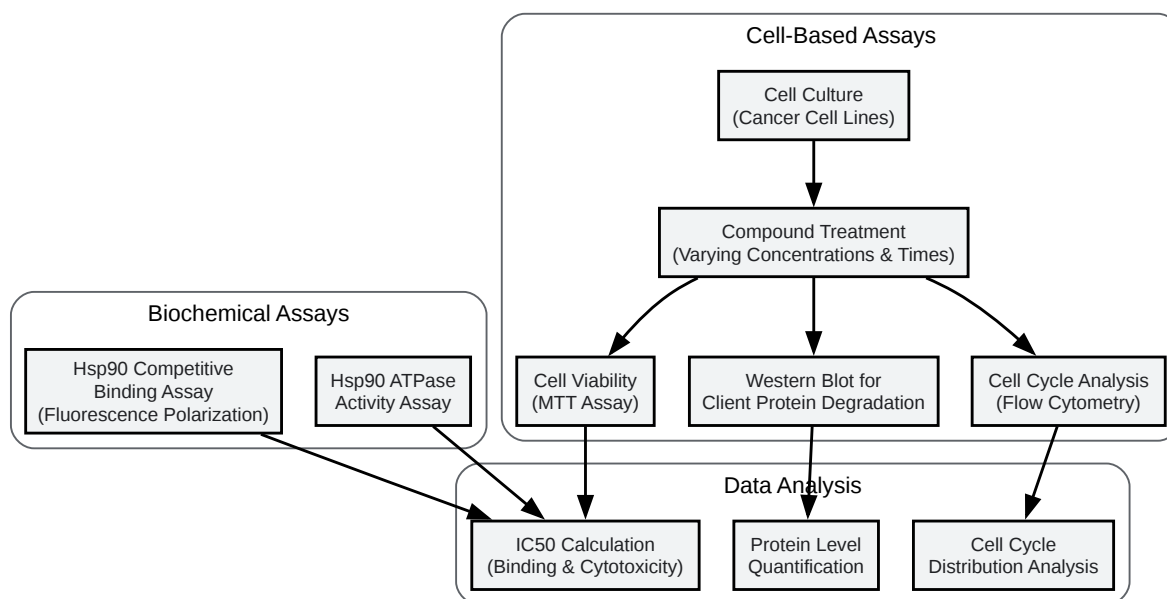 Cell-Based Assays
Cell Culture
(Cancer Cell Lines)
Compound Treatment
(Varying Concentrations & Times)
Biochemical Assays
Hsp90 Competitive
Binding Assay
(Fluorescence Polarization)
Hsp90 ATPase
Activity Assay
Cell Viability
(MTT Assay)
Western Blot for
Client Protein Degradation
Cell Cycle Analysis
(Flow Cytometry)
Data Analysis
IC50 Calculation
(Binding & Cytotoxicity)
Protein Level
Quantification
Cell Cycle
Distribution Analysis